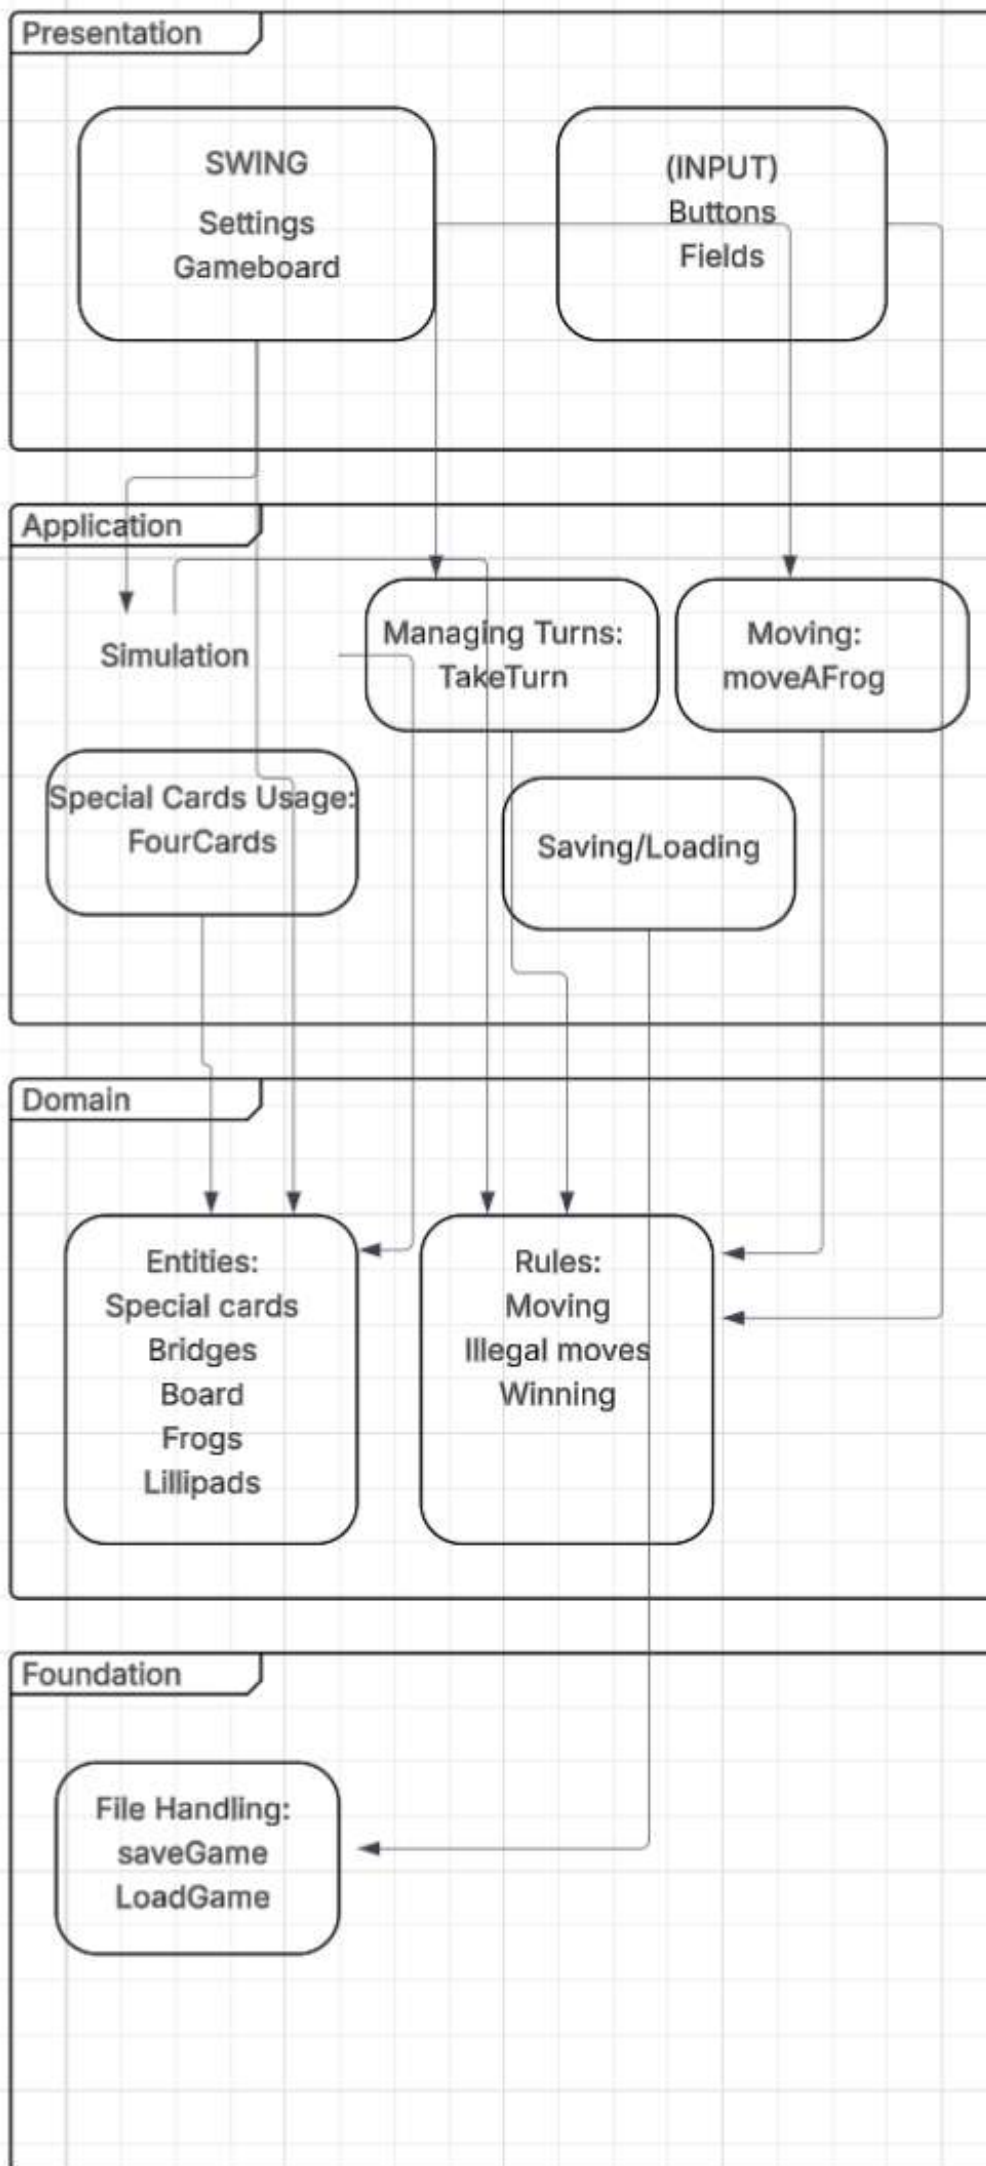 Presentation
SWING
Settings
Gameboard
(INPUT)
Buttons
Fields
Application
Simulation
Managing Turns:
TakeTurn
Moving:
moveAFrog
Special Cards Usage:
FourCards
Saving/Loading
Domain
Entities:
Special cards
Bridges
Board
Frogs
Lillipads
Rules:
Moving
Illegal moves
Winning
Foundation
File Handling:
saveGame
LoadGame